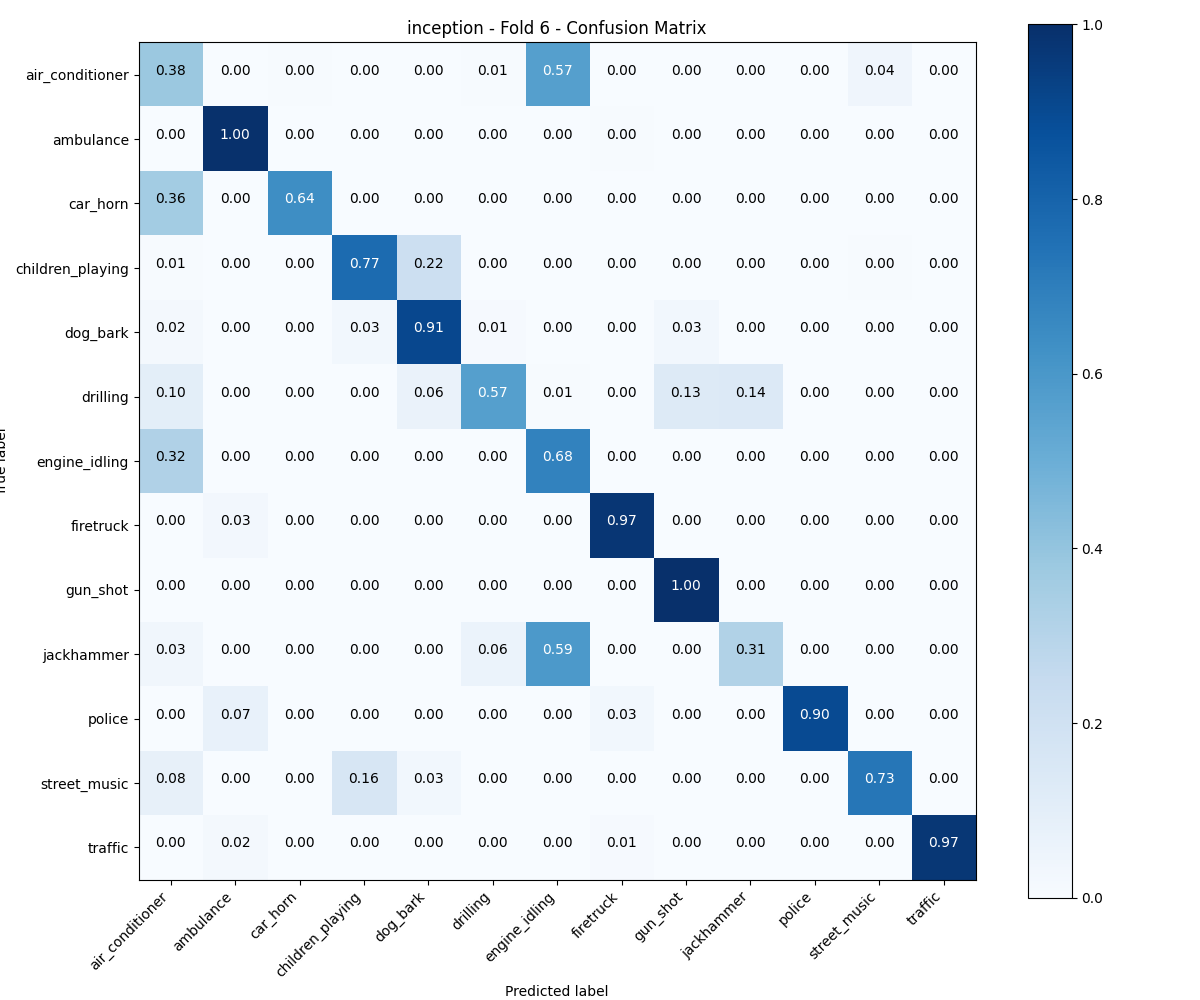 inception - Fold 6 - Confusion Matrix
air_conditioner 0.38 0.00 0.00 0.00 0.00 0.01 0.57 0.00 0.00 0.00 0.00 0.04 0.00
ambulance 0.00 1.00 0.00 0.00 0.00 0.00 0.00 0.00 0.00 0.00 0.00 0.00 0.00
car_horn 0.36 0.00 0.64 0.00 0.00 0.00 0.00 0.00 0.00 0.00 0.00 0.00 0.00
children_playing 0.01 0.00 0.00 0.77 0.22 0.00 0.00 0.00 0.00 0.00 0.00 0.00 0.00
dog_bark 0.02 0.00 0.00 0.03 0.91 0.01 0.00 0.00 0.03 0.00 0.00 0.00 0.00
drilling 0.10 0.00 0.00 0.00 0.06 0.57 0.01 0.00 0.13 0.14 0.00 0.00 0.00
engine_idling 0.32 0.00 0.00 0.00 0.00 0.00 0.68 0.00 0.00 0.00 0.00 0.00 0.00
firetruck 0.00 0.03 0.00 0.00 0.00 0.00 0.00 0.97 0.00 0.00 0.00 0.00 0.00
gun_shot 0.00 0.00 0.00 0.00 0.00 0.00 0.00 0.00 1.00 0.00 0.00 0.00 0.00
jackhammer 0.03 0.00 0.00 0.00 0.00 0.06 0.59 0.00 0.00 0.31 0.00 0.00 0.00
police 0.00 0.07 0.00 0.00 0.00 0.00 0.00 0.03 0.00 0.00 0.90 0.00 0.00
street_music 0.08 0.00 0.00 0.16 0.03 0.00 0.00 0.00 0.00 0.00 0.00 0.73 0.00
traffic 0.00 0.02 0.00 0.00 0.00 0.00 0.00 0.01 0.00 0.00 0.00 0.00 0.97
air_conditioner ambulance car_horn children_playing dog_bark drilling engine_idling firetruck gun_shot jackhammer police street_music traffic
Predicted label
1.0
0.8
0.6
0.4
0.2
0.0